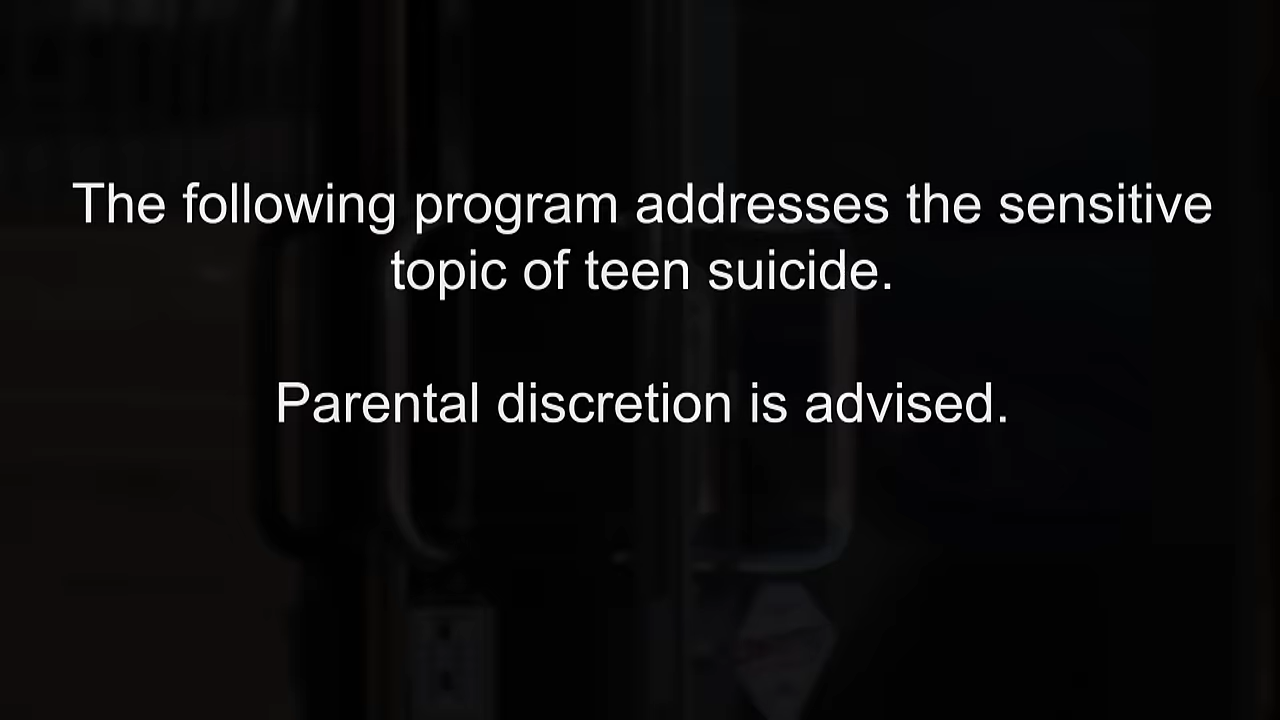 The following program addresses the sensitive
topic of teen suicide.
Parental discretion is advised.